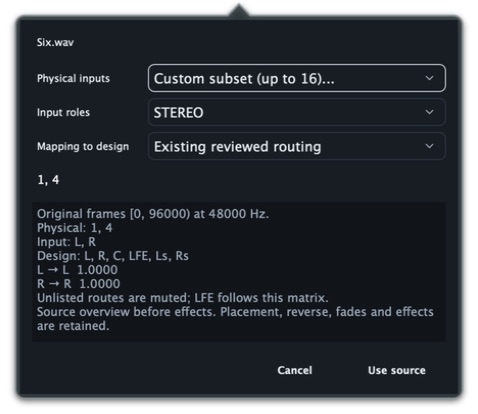 Six.wav
Physical inputs Custom subset (up to 16)...
Input roles STEREO
Mapping to design Existing reviewed routing
1, 4
Original frames [0, 96000) at 48000 Hz.
Physical: 1, 4
Input: L, R
Design: L, R, C, LFE, Ls, Rs
L → L 1.0000
R → R 1.0000
Unlisted routes are muted; LFE follows this matrix.
Source overview before effects. Placement, reverse, fades and effects
are retained.
Cancel Use source